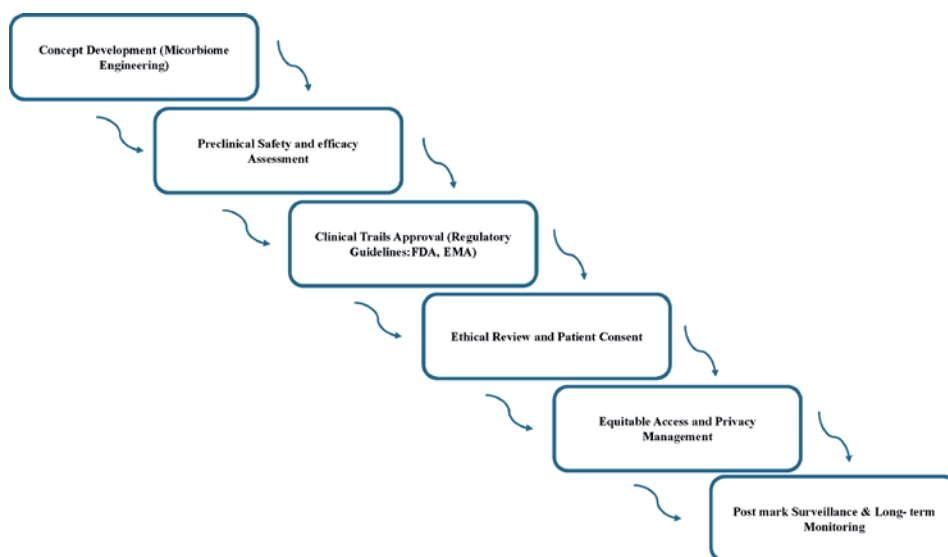 Concept Development (Micorbiome
Engineering)
Preclinical Safety and efficacy
Assessment
Clinical Trails Approval (Regulatory
Guidelines:FDA, EMA)
Ethical Review and Patient Consent
Equitable Access and Privacy
Management
Post mark Surveillance & Long- term
Monitoring